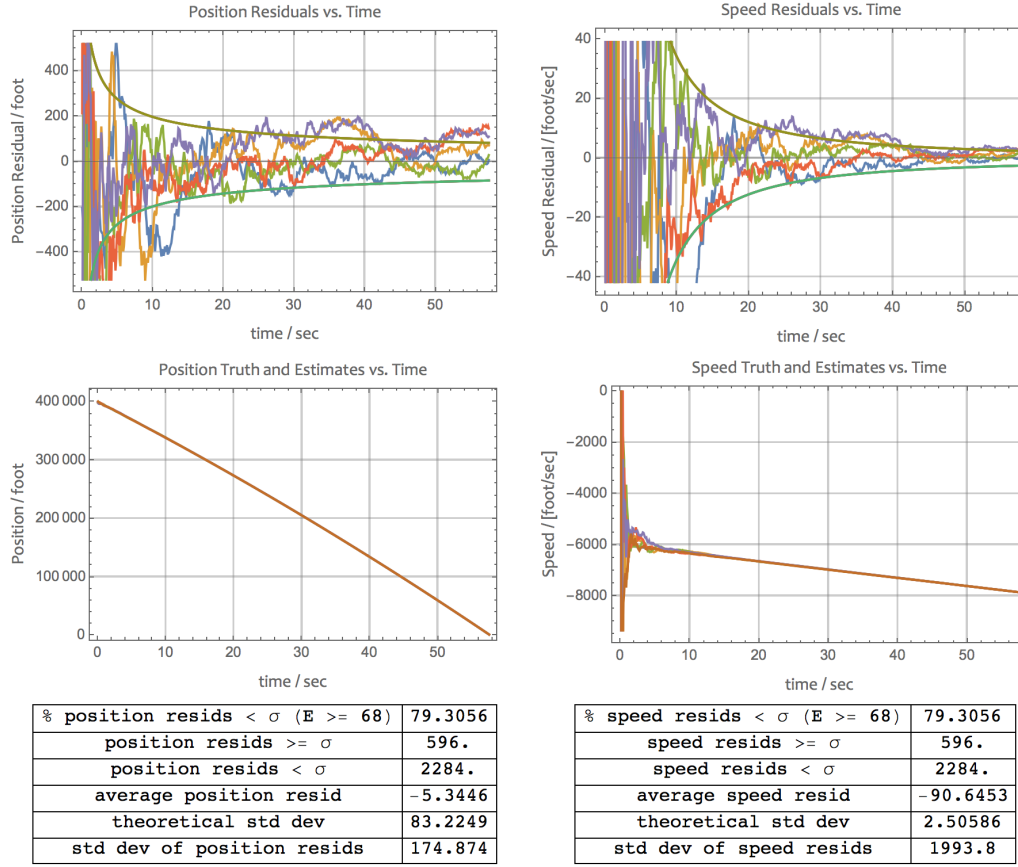 Position Residuals vs. Time
Position Residual / foot
400
200
0
−200
−400
0 10 20 30 40 50
time / sec
Speed Residuals vs. Time
Speed Residual / [foot/sec]
40
20
0
−20
−40
0 10 20 30 40 50
time / sec
Position Truth and Estimates vs. Time
Position / foot
400 000
300 000
200 000
100 000
0
0 10 20 30 40 50
time / sec
Speed Truth and Estimates vs. Time
Speed / [foot/sec]
0
−2000
−4000
−6000
−8000
0 10 20 30 40 50
time / sec
% position resids < σ (E >= 68) 79.3056
position resids >= σ 596.
position resids < σ 2284.
average position resid −5.3446
theoretical std dev 83.2249
std dev of position resids 174.874
% speed resids < σ (E >= 68) 79.3056
speed resids >= σ 596.
speed resids < σ 2284.
average speed resid −90.6453
theoretical std dev 2.50586
std dev of speed resids 1993.8